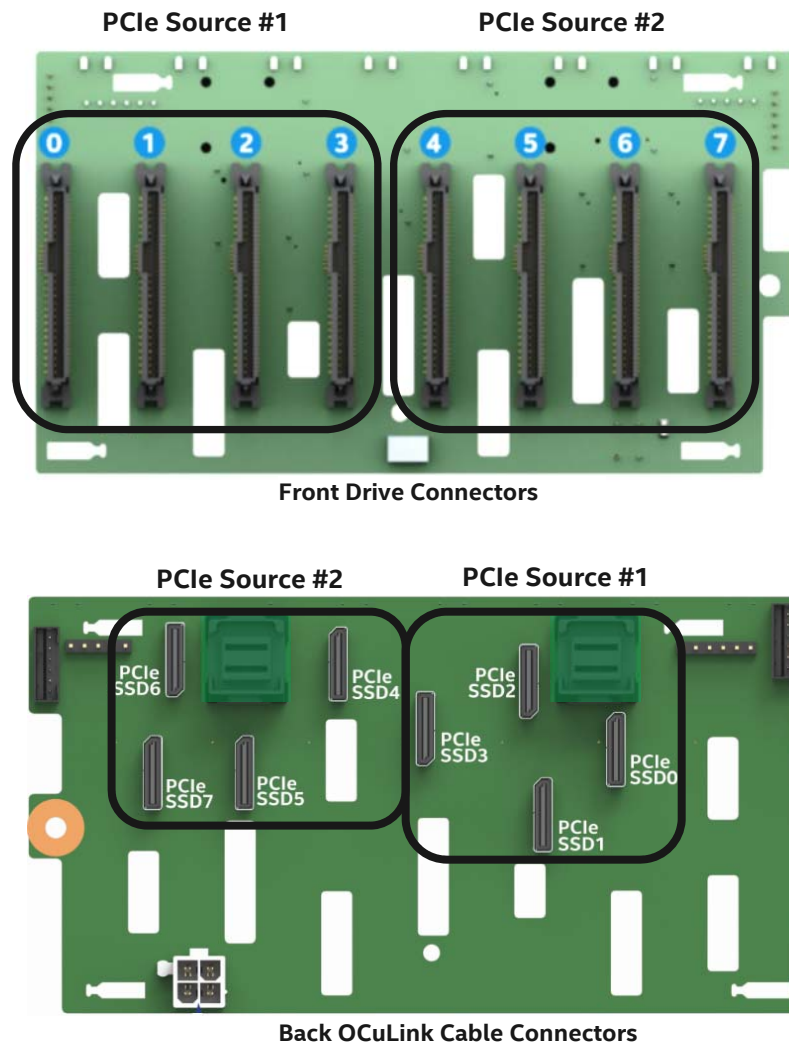 PCIe Source #1
PCIe Source #2
0 1 2 3 4 5 6 7
Front Drive Connectors
PCIe Source #2
PCIe Source #1
PCIe
SSD6
PCIe
SSD4
PCIe
SSD2
PCIe
SSD3
PCIe
SSD0
PCIe
SSD7
PCIe
SSD5
PCIe
SSD1
Back OCuLink Cable Connectors